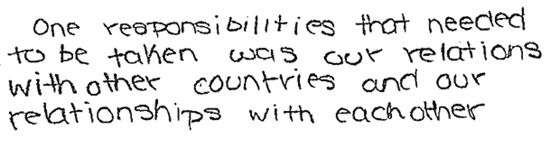 One responsibilities that needed
to be taken was our relations
with other countries and our
relationships with eachother